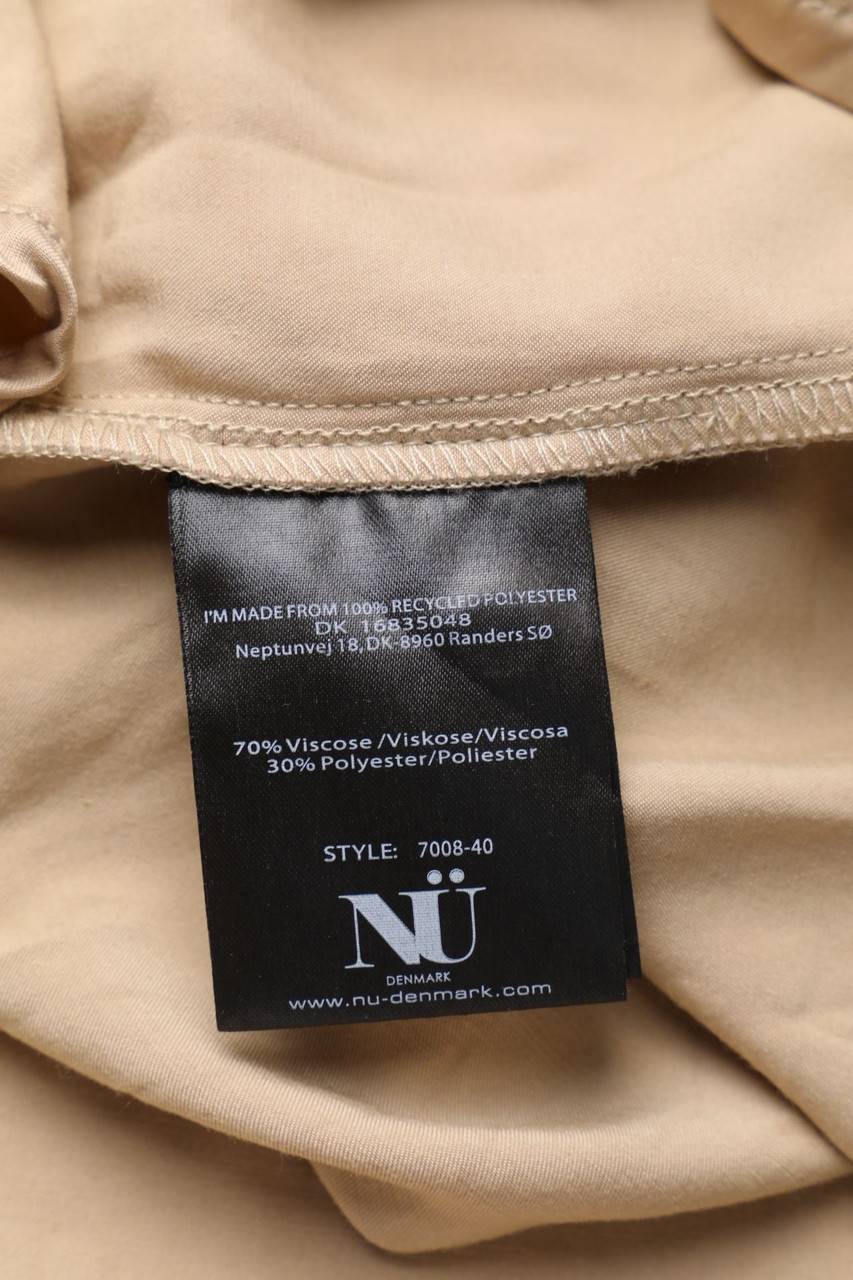 I'M MADE FROM 100% RECYCLED POLYESTER
DK 16835048
Neptunvej 18, DK-8960 Randers SØ
70% Viscose /Viskose/Viscosa
30% Polyester/Poliester
STYLE: 7008-40
NÜ
DENMARK
www.nu-denmark.com